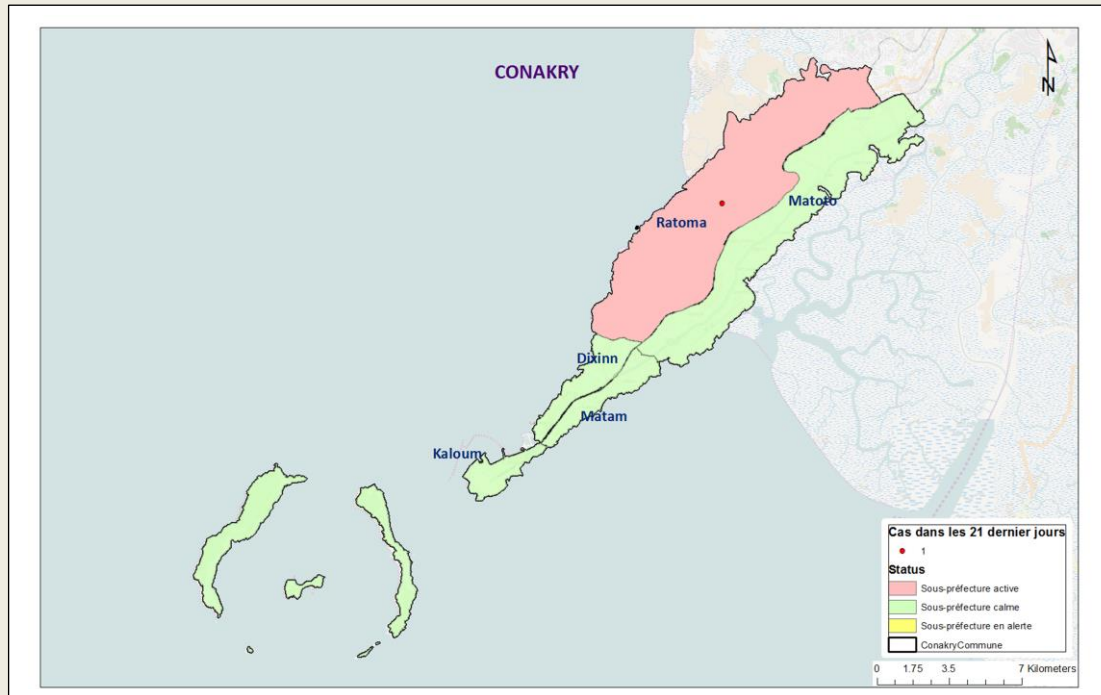 CONAKRY
N
Matoto
Ratoma
Dixinn
Matam
Kaloum
Cas dans les 21 dernier jours
1
Status
Sous-préfecture active
Sous-préfecture calme
Sous-préfecture en alerte
ConakryCommune
0 1.75 3.5 7 Kilometers